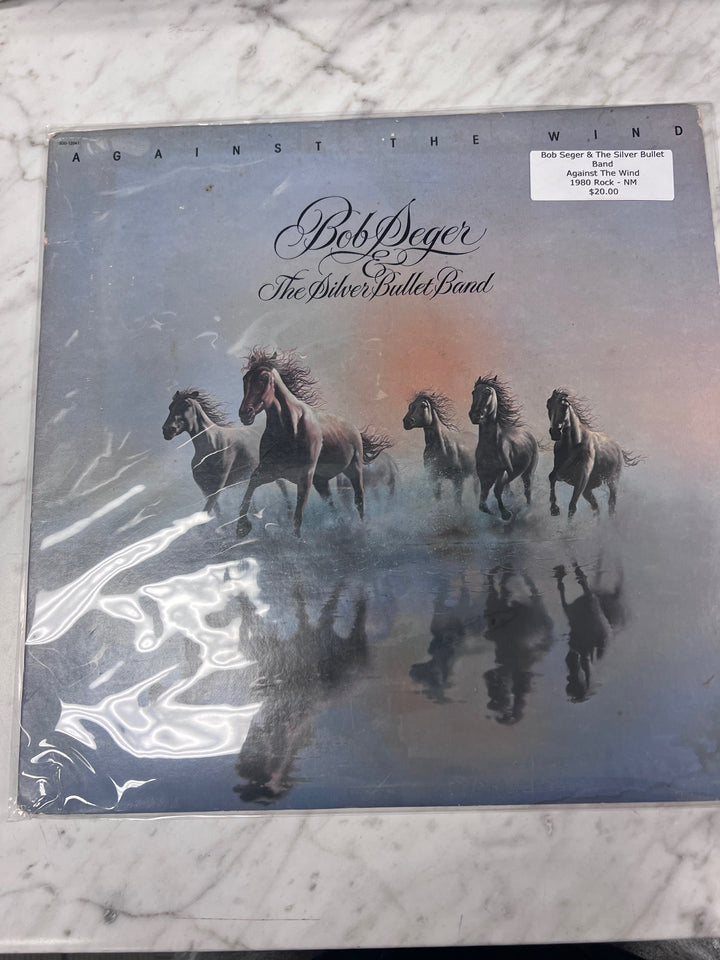 AGAINST THE WIND
Bob Seger & The Silver Bullet
Band
Against The Wind
1980 Rock - NM
$20.00
Bob Seger
&
The Silver Bullet Band